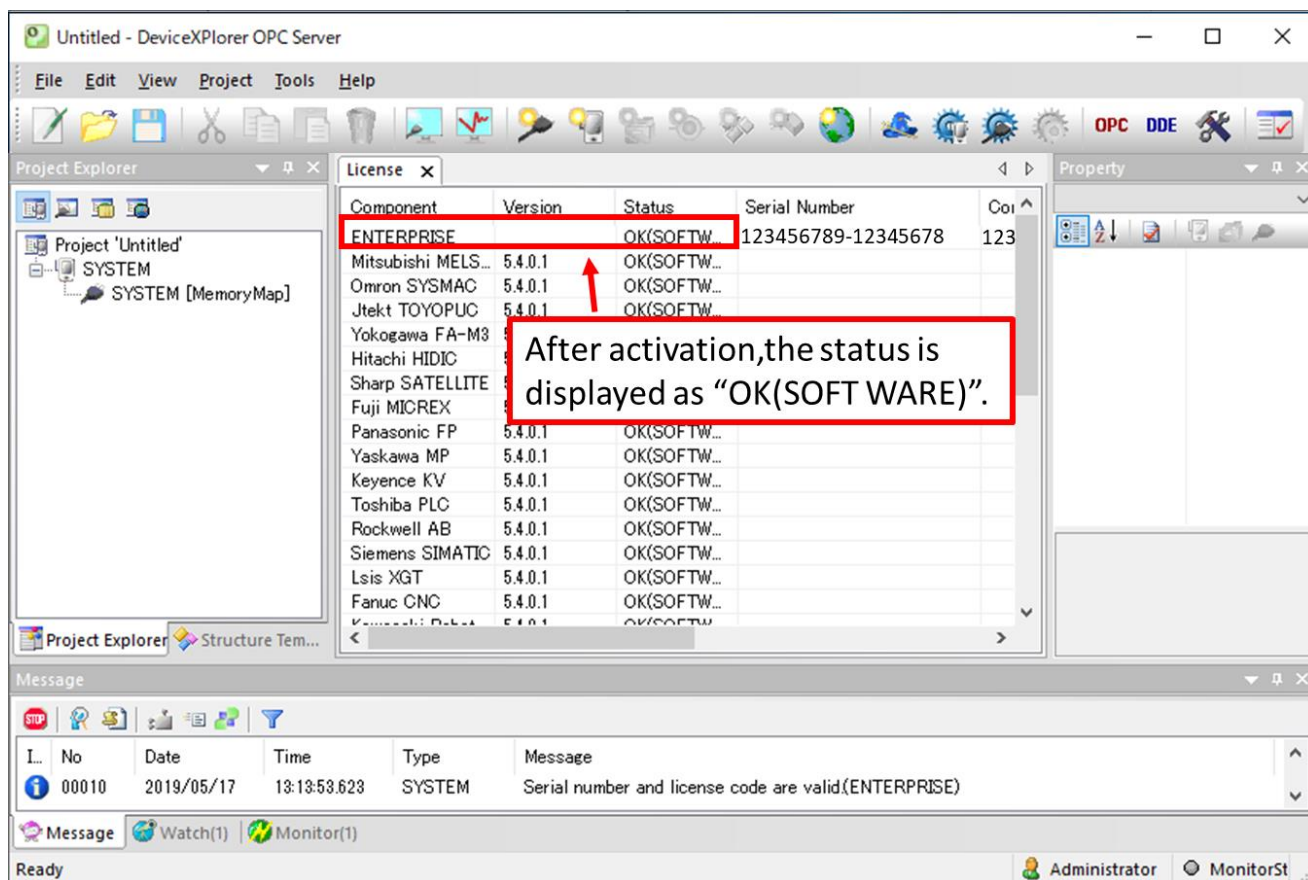 Untitled - DeviceXPlorer OPC Server
File Edit View Project Tools Help
OPC DDE
Project Explorer
License
Property
Project 'Untitled'
SYSTEM
SYSTEM [MemoryMap]
Component Version Status Serial Number
ENTERPRISE OK(SOFTW... 123456789-12345678 123
Mitsubishi MELS... 5.4.0.1 OK(SOFTW...
Omron SYSMAC 5.4.0.1 OK(SOFTW...
Jtekt TOYOPUC 5.4.0.1 OK(SOFTW...
Yokogawa FA-M3
Hitachi HIDIC
Sharp SATELLITE
Fuji MICREX
Panasonic FP 5.4.0.1 OK(SOFTW...
Yaskawa MP 5.4.0.1 OK(SOFTW...
Keyence KV 5.4.0.1 OK(SOFTW...
Toshiba PLC 5.4.0.1 OK(SOFTW...
Rockwell AB 5.4.0.1 OK(SOFTW...
Siemens SIMATIC 5.4.0.1 OK(SOFTW...
Lsis XGT 5.4.0.1 OK(SOFTW...
Fanuc CNC 5.4.0.1 OK(SOFTW...
After activation,the status is
displayed as “OK(SOFT WARE)”.
Project Explorer Structure Tem...
Message
STOP
I... No Date Time Type Message
00010 2019/05/17 13:13:53.623 SYSTEM Serial number and license code are valid.(ENTERPRISE)
Message Watch(1) Monitor(1)
Ready Administrator MonitorSt